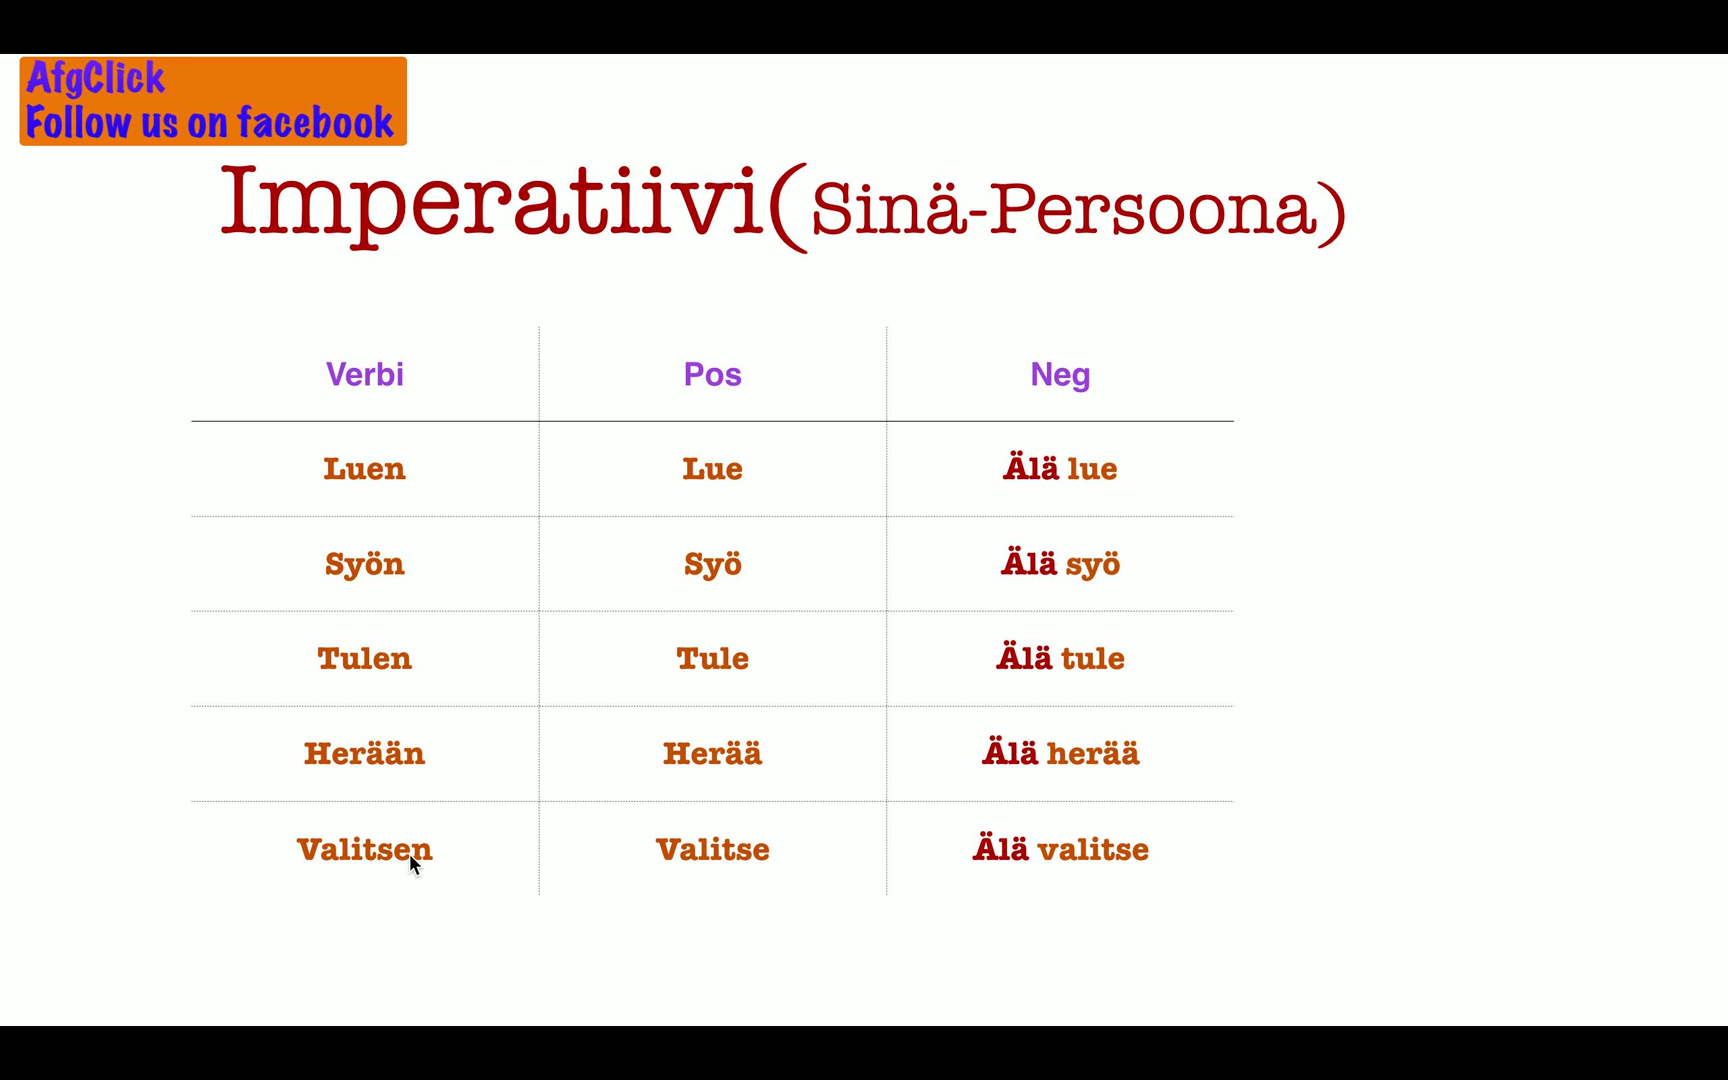 AfgClick
Follow us on facebook
Imperatiivi(Sinä-Persoona)
Verbi Pos Neg
Luen Lue Älä lue
Syön Syö Älä syö
Tulen Tule Älä tule
Herään Herää Älä herää
Valitsen Valitse Älä valitse